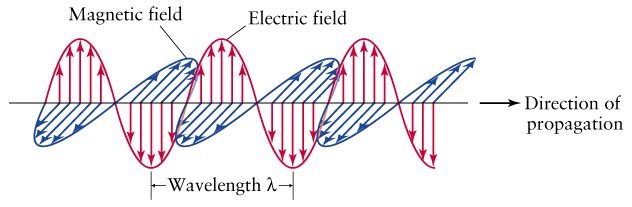 Magnetic field
Electric field
Direction of
propagation
Wavelength λ